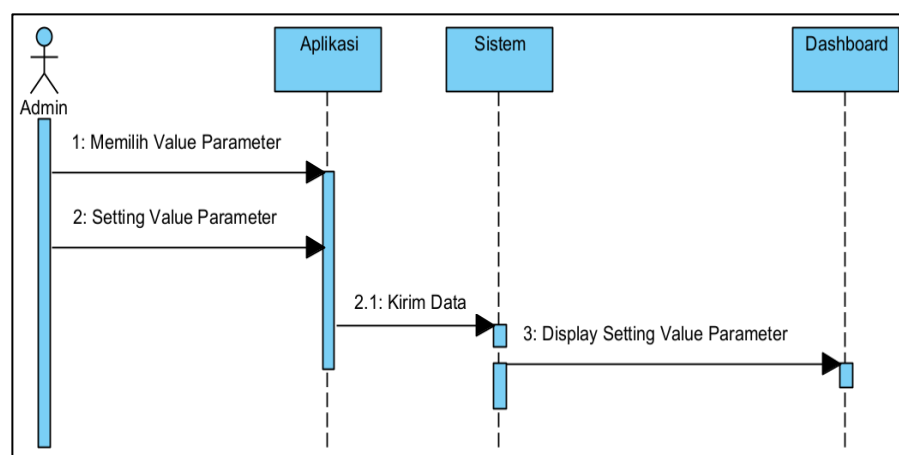 Aplikasi
Sistem
Dashboard
Admin
1: Memilih Value Parameter
2: Setting Value Parameter
2.1: Kirim Data
3: Display Setting Value Parameter